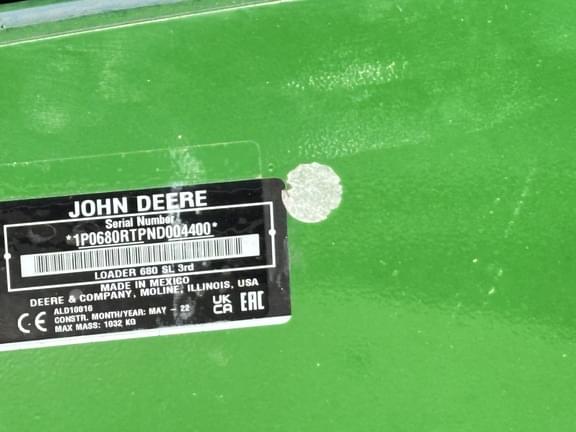 JOHN DEERE
Serial Number
*1P0680RTPND004400*
LOADER 680 SL 3rd
MADE IN MEXICO
DEERE & COMPANY, MOLINE, ILLINOIS, USA
CE ALD10016 UK CA EAC
CONSTR. MONTH/YEAR: MAY - 22
MAX MASS: 1032 KG